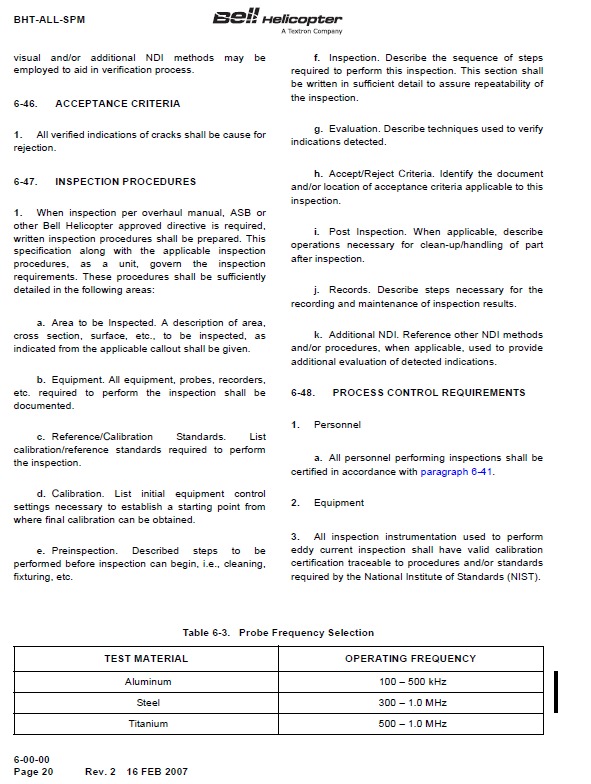 BHT-ALL-SPM
Bell Helicopter
A Textron Company
visual and/or additional NDI methods may be
employed to aid in verification process.
6-46. ACCEPTANCE CRITERIA
1. All verified indications of cracks shall be cause for
rejection.
6-47. INSPECTION PROCEDURES
1. When inspection per overhaul manual, ASB or
other Bell Helicopter approved directive is required,
written inspection procedures shall be prepared. This
specification along with the applicable inspection
procedures, as a unit, govern the inspection
requirements. These procedures shall be sufficiently
detailed in the following areas:
a. Area to be Inspected. A description of area,
cross section, surface, etc., to be inspected, as
indicated from the applicable callout shall be given.
b. Equipment. All equipment, probes, recorders,
etc. required to perform the inspection shall be
documented.
c. Reference/Calibration Standards. List
calibration/reference standards required to perform
the inspection.
d. Calibration. List initial equipment control
settings necessary to establish a starting point from
where final calibration can be obtained.
e. Preinspection. Described steps to be
performed before inspection can begin, i.e., cleaning,
fixturing, etc.
f. Inspection. Describe the sequence of steps
required to perform this inspection. This section shall
be written in sufficient detail to assure repeatability of
the inspection.
g. Evaluation. Describe techniques used to verify
indications detected.
h. Accept/Reject Criteria. Identify the document
and/or location of acceptance criteria applicable to this
inspection.
i. Post Inspection. When applicable, describe
operations necessary for clean-up/handling of part
after inspection.
j. Records. Describe steps necessary for the
recording and maintenance of inspection results.
k. Additional NDI. Reference other NDI methods
and/or procedures, when applicable, used to provide
additional evaluation of detected indications.
6-48. PROCESS CONTROL REQUIREMENTS
1. Personnel
a. All personnel performing inspections shall be
certified in accordance with paragraph 6-41.
2. Equipment
3. All inspection instrumentation used to perform
eddy current inspection shall have valid calibration
certification traceable to procedures and/or standards
required by the National Institute of Standards (NIST).
Table 6-3. Probe Frequency Selection
TEST MATERIAL OPERATING FREQUENCY
Aluminum 100 – 500 kHz
Steel 300 – 1.0 MHz
Titanium 500 – 1.0 MHz
6-00-00
Page 20 Rev. 2 16 FEB 2007